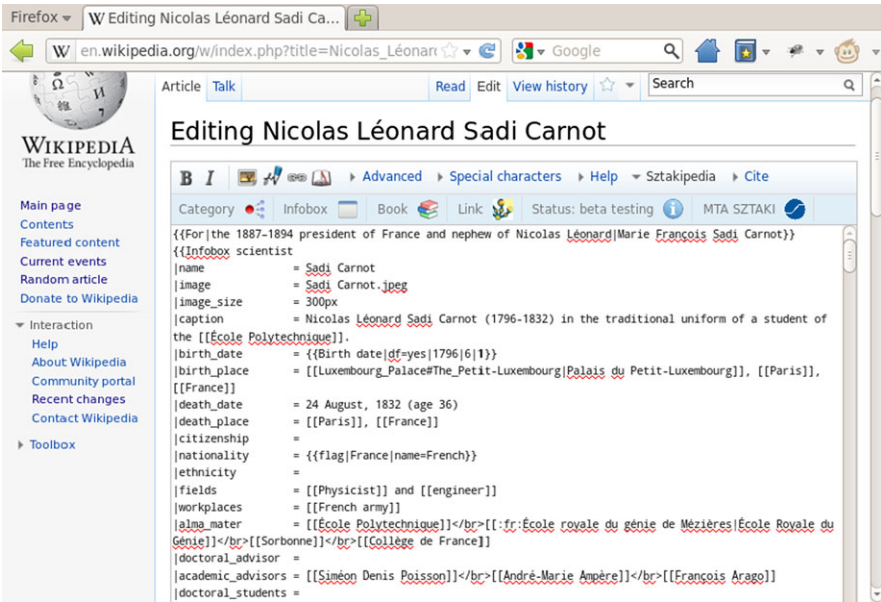 Firefox
W Editing Nicolas Léonard Sadi Ca...
W en.wikipedia.org/w/index.php?title=Nicolas_Léonar
Google
Ω
И
WIKIPEDIA
The Free Encyclopedia
Main page
Contents
Featured content
Current events
Random article
Donate to Wikipedia
Interaction
Help
About Wikipedia
Community portal
Recent changes
Contact Wikipedia
Toolbox
Article Talk Read Edit View history Search
Editing Nicolas Léonard Sadi Carnot
B I Advanced Special characters Help Sztakipedia Cite
Category Infobox Book Link Status: beta testing MTA SZTAKI
{{For|the 1887–1894 president of France and nephew of Nicolas Léonard|Marie François Sadi Carnot}}
{{Infobox scientist
|name = Sadi Carnot
|image = Sadi Carnot.jpeg
|image_size = 300px
|caption = Nicolas Léonard Sadi Carnot (1796-1832) in the traditional uniform of a student of
the [[École Polytechnique]].
|birth_date = {{Birth date|df=yes|1796|6|1}}
|birth_place = [[Luxembourg_Palace#The_Petit-Luxembourg|Palais du Petit-Luxembourg]], [[Paris]],
[[France]]
|death_date = 24 August, 1832 (age 36)
|death_place = [[Paris]], [[France]]
|citizenship =
|nationality = {{flag|France|name=French}}
|ethnicity =
|fields = [[Physicist]] and [[engineer]]
|workplaces = [[French army]]
|alma_mater = [[École Polytechnique]]</br>[[:fr:École royale du génie de Mézières|École Royale du
Génie]]</br>[[Sorbonne]]</br>[[Collège de France]]
|doctoral_advisor =
|academic_advisors = [[Siméon Denis Poisson]]</br>[[André-Marie Ampère]]</br>[[François Arago]]
|doctoral_students =